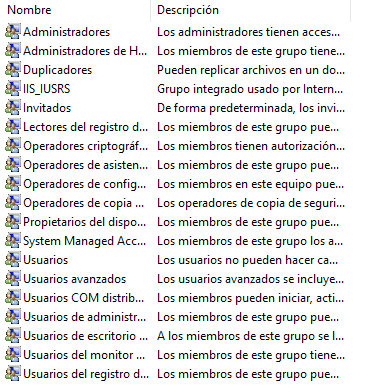 Nombre Descripción
Administradores Los administradores tienen acces...
Administradores de H... Los miembros de este grupo tiene...
Duplicadores Pueden replicar archivos en un do...
IIS_IUSRS Grupo integrado usado por Intern...
Invitados De forma predeterminada, los invi...
Lectores del registro d... Los miembros de este grupo pue...
Operadores criptográf... Los miembros tienen autorización...
Operadores de asisten... Los miembros de este grupo pue...
Operadores de config... Los miembros en este equipo pue...
Operadores de copia ... Los operadores de copia de seguri...
Propietarios del dispo... Los miembros de este grupo pue...
System Managed Acc... Los miembros de este grupo los a...
Usuarios Los usuarios no pueden hacer ca...
Usuarios avanzados Los usuarios avanzados se incluye...
Usuarios COM distrib... Los miembros pueden iniciar, acti...
Usuarios de administr... Los miembros de este grupo pue...
Usuarios de escritorio ... A los miembros de este grupo se l...
Usuarios del monitor ... Los miembros de este grupo tiene...
Usuarios del registro d... Los miembros de este grupo pue...